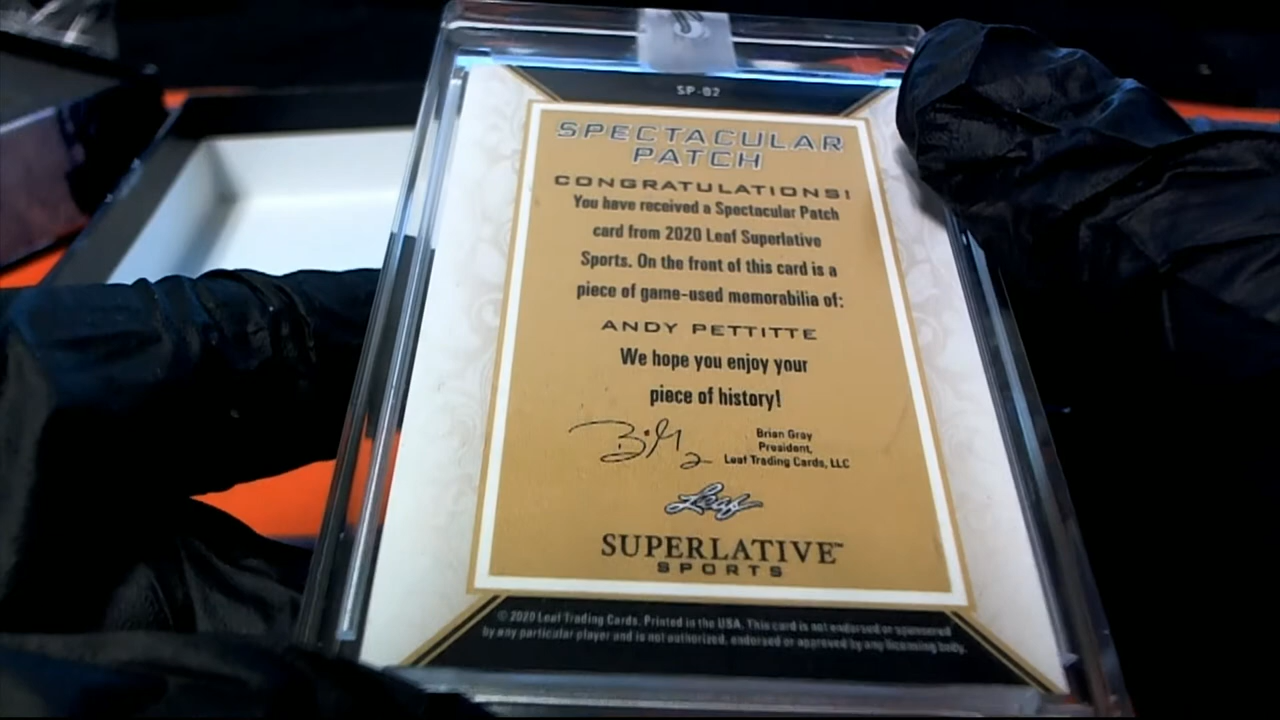 SP-02
SPECTACULAR
PATCH
CONGRATULATIONS!
You have received a Spectacular Patch
card from 2020 Leaf Superlative
Sports. On the front of this card is a
piece of game-used memorabilia of:
ANDY PETTITTE
We hope you enjoy your
piece of history!
Brian Gray
President,
Leaf Trading Cards, LLC
Leaf
SUPERLATIVE™
SPORTS
© 2020 Leaf Trading Cards. Printed in the USA. This card is not endorsed or sponsored
by any particular player and is not authorized, endorsed or approved by any licensing body.